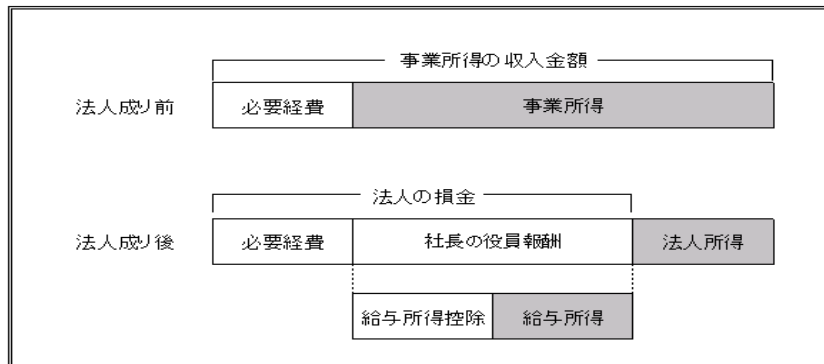 事業所得の収入金額
法人成り前 必要経費 事業所得
法人の損金
法人成り後 必要経費 社長の役員報酬 法人所得
給与所得控除 給与所得